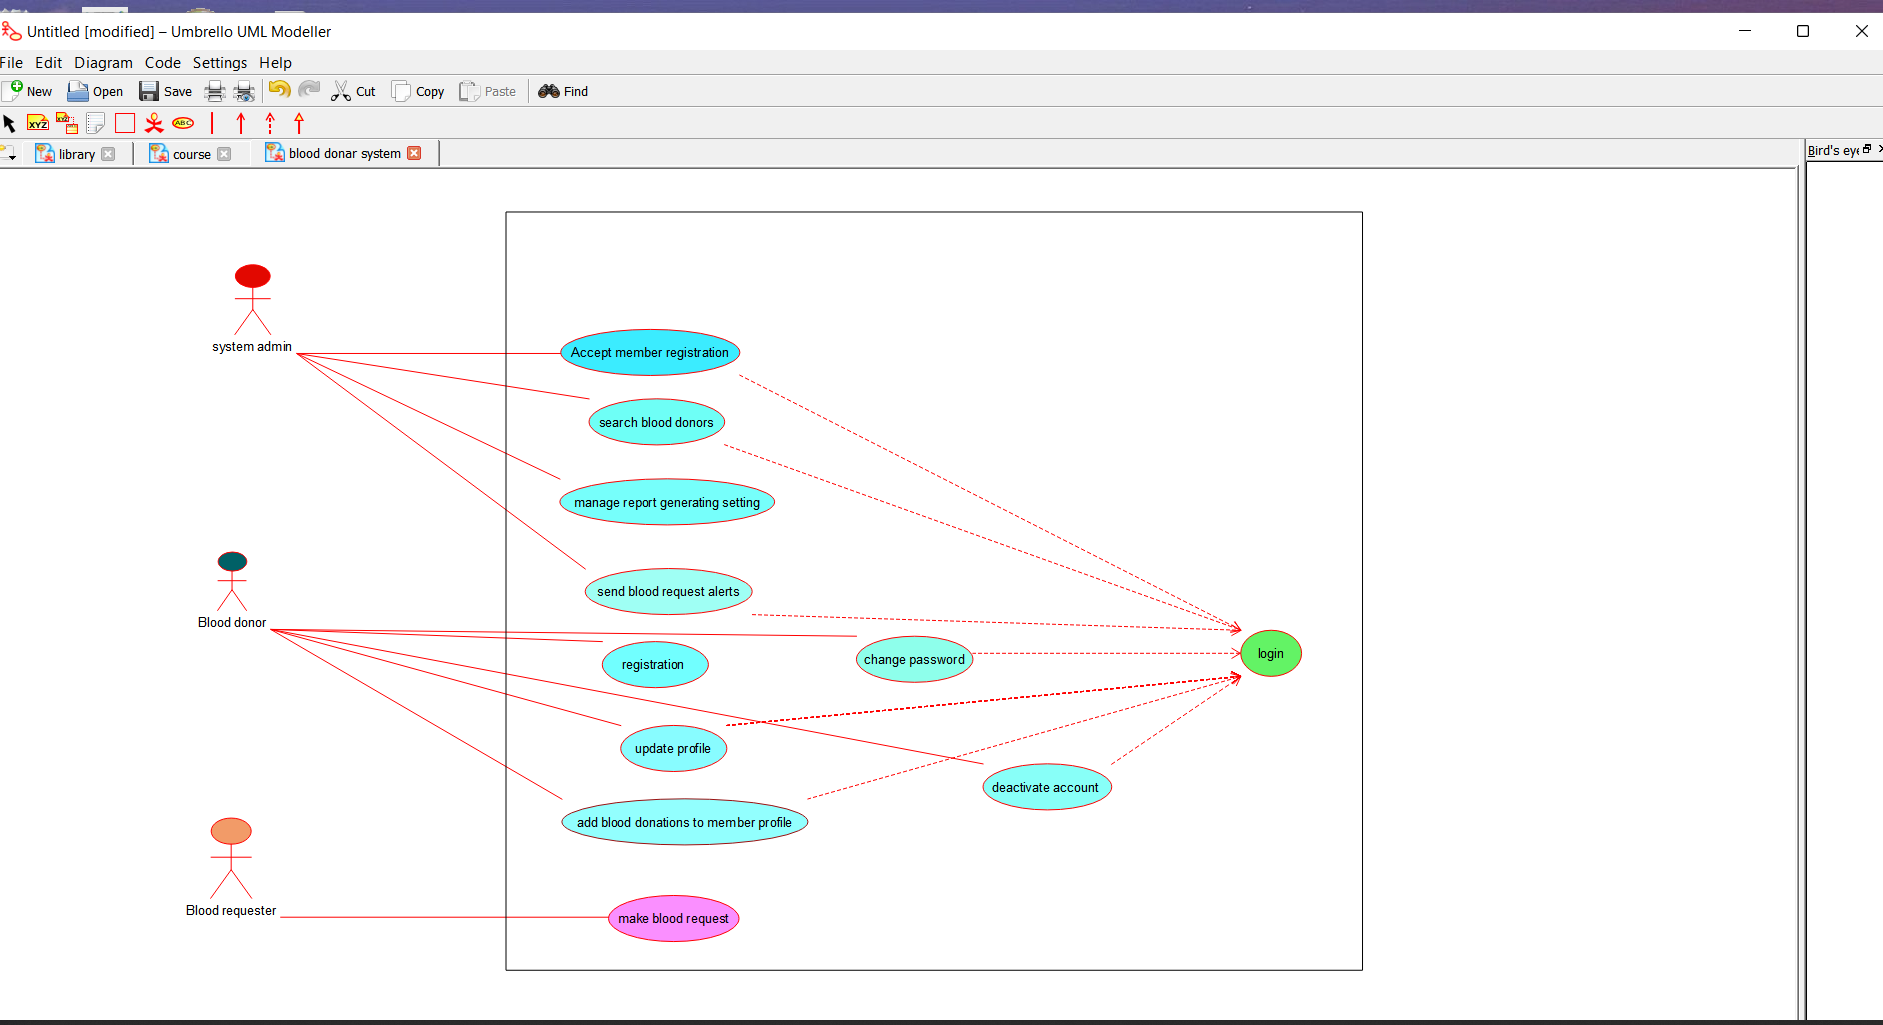 Untitled [modified] – Umbrello UML Modeller
File Edit Diagram Code Settings Help
New Open Save Cut Copy Paste Find
XYZ XYZ ABC
library course blood donar system
Bird's eye
system admin
Accept member registration
search blood donors
manage report generating setting
send blood request alerts
Blood donor
registration
change password
login
update profile
deactivate account
add blood donations to member profile
Blood requester
make blood request